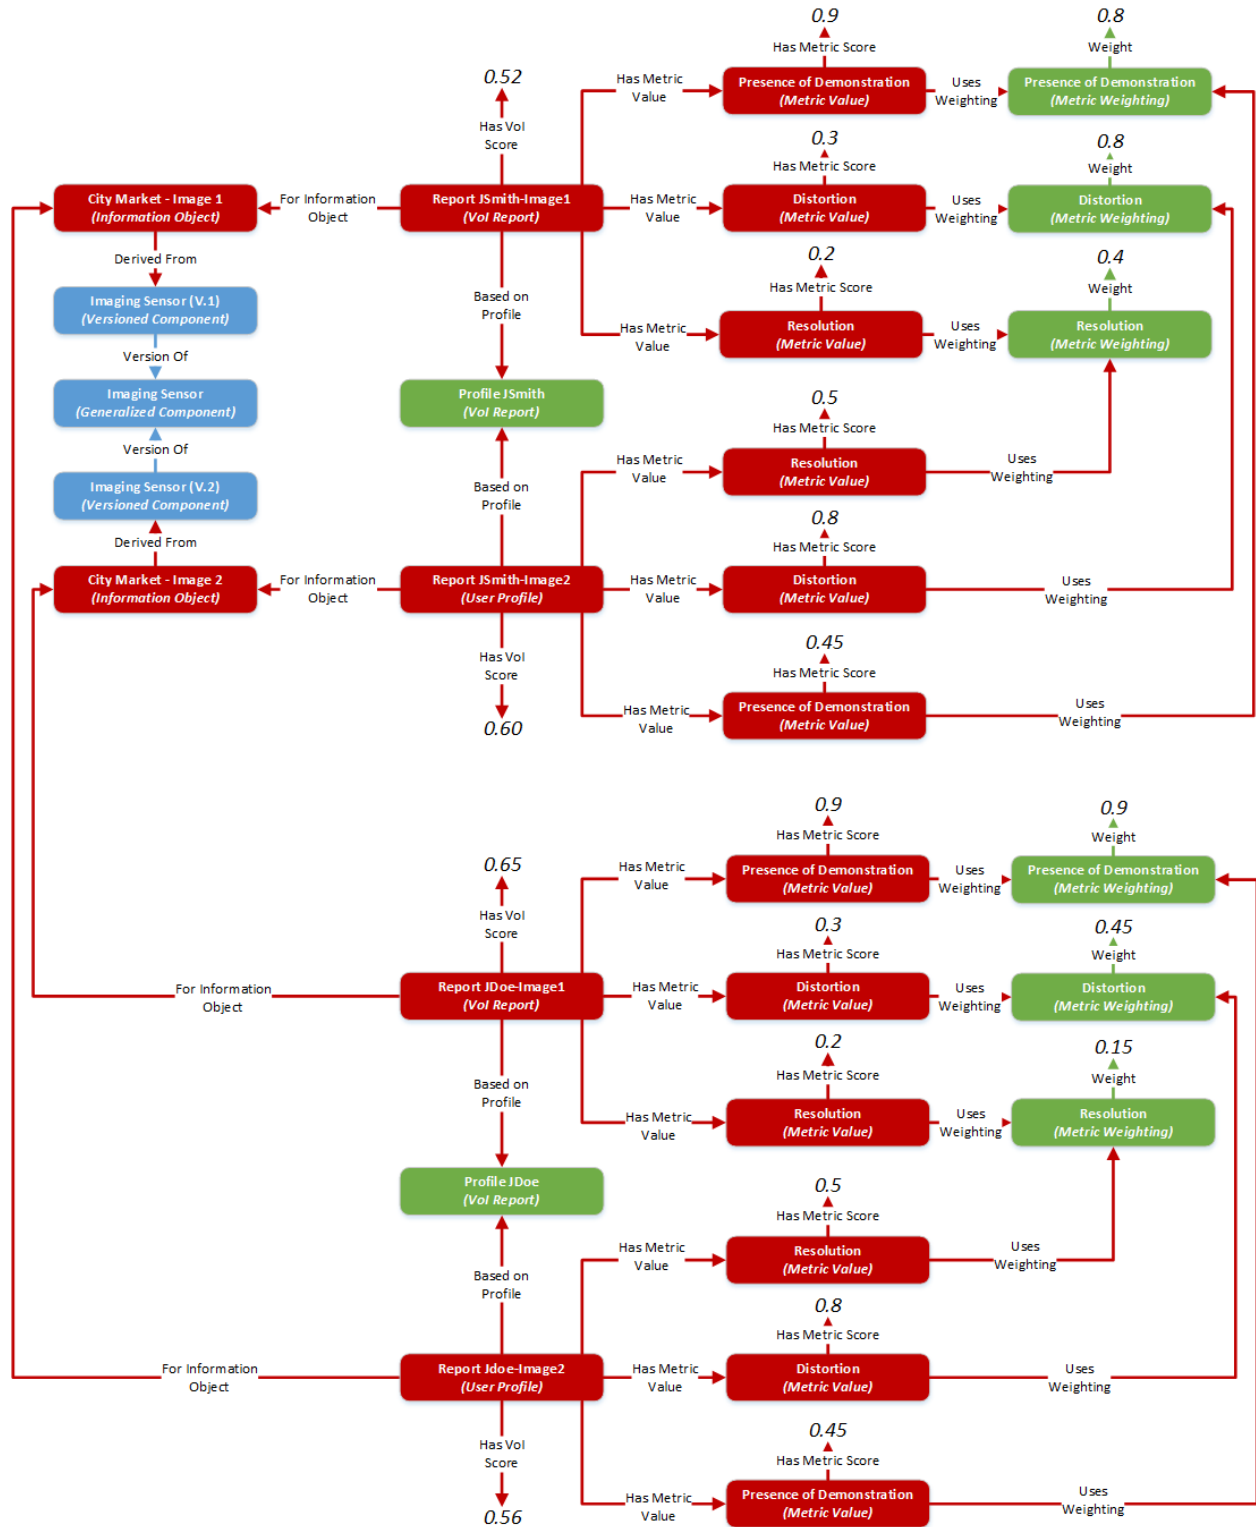 0.9
0.8
Has Metric Score
Weight
0.52
Has Metric
Value
Presence of Demonstration
(Metric Value)
Uses
Weighting
Presence of Demonstration
(Metric Weighting)
Has VoI
Score
0.3
0.8
Has Metric Score
Weight
City Market - Image 1
(Information Object)
For Information
Object
Report JSmith-Image1
(VoI Report)
Has Metric
Value
Distortion
(Metric Value)
Uses
Weighting
Distortion
(Metric Weighting)
Derived From
0.2
0.4
Has Metric Score
Weight
Imaging Sensor (V.1)
(Versioned Component)
Based on
Profile
Has Metric
Value
Resolution
(Metric Value)
Uses
Weighting
Resolution
(Metric Weighting)
Version Of
Imaging Sensor
(Generalized Component)
Profile JSmith
(VoI Report)
0.5
Has Metric Score
Version Of
Imaging Sensor (V.2)
(Versioned Component)
Based on
Profile
Has Metric
Value
Resolution
(Metric Value)
Uses
Weighting
0.8
Derived From
Has Metric Score
City Market - Image 2
(Information Object)
For Information
Object
Report JSmith-Image2
(User Profile)
Has Metric
Value
Distortion
(Metric Value)
Uses
Weighting
Has VoI
Score
0.45
Has Metric Score
0.60
Has Metric
Value
Presence of Demonstration
(Metric Value)
Uses
Weighting
0.9
0.9
Has Metric Score
Weight
0.65
Has Metric
Value
Presence of Demonstration
(Metric Value)
Uses
Weighting
Presence of Demonstration
(Metric Weighting)
Has VoI
Score
0.3
0.45
Has Metric Score
Weight
For Information
Object
Report JDoe-Image1
(VoI Report)
Has Metric
Value
Distortion
(Metric Value)
Uses
Weighting
Distortion
(Metric Weighting)
0.2
0.15
Has Metric Score
Weight
Based on
Profile
Has Metric
Value
Resolution
(Metric Value)
Uses
Weighting
Resolution
(Metric Weighting)
Profile JDoe
(VoI Report)
0.5
Has Metric Score
Based on
Profile
Has Metric
Value
Resolution
(Metric Value)
Uses
Weighting
0.8
Has Metric Score
For Information
Object
Report Jdoe-Image2
(User Profile)
Has Metric
Value
Distortion
(Metric Value)
Uses
Weighting
Has VoI
Score
0.45
Has Metric Score
0.56
Has Metric
Value
Presence of Demonstration
(Metric Value)
Uses
Weighting